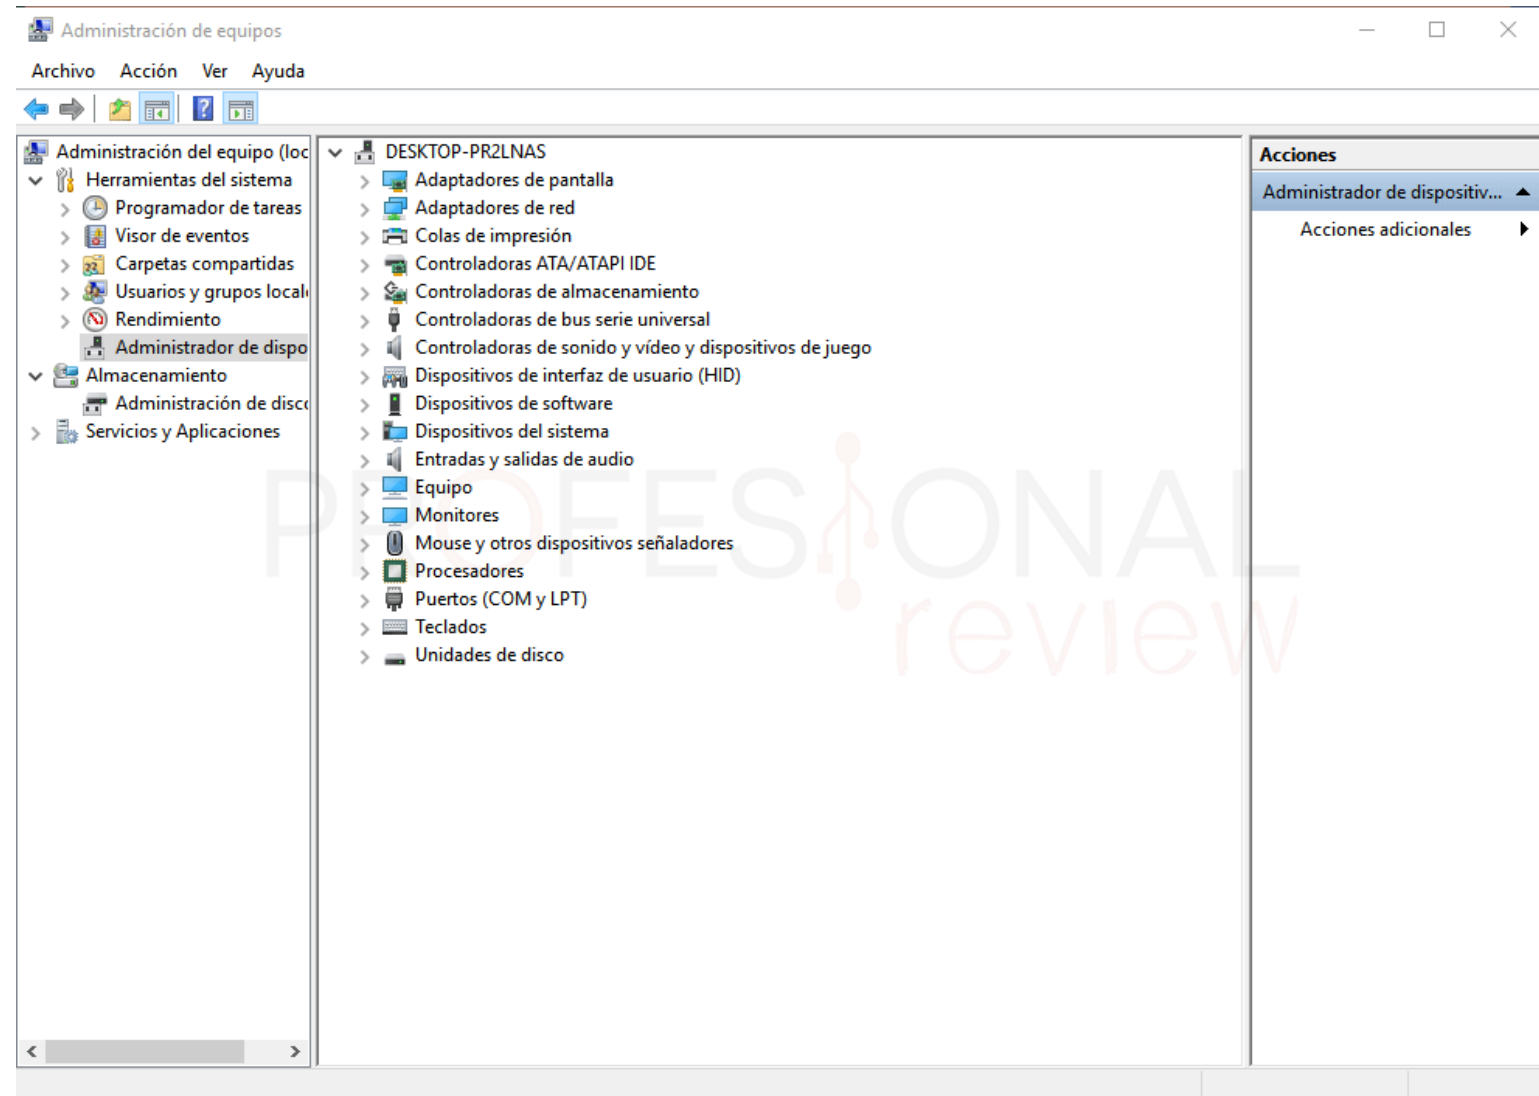 Administración de equipos
Archivo Acción Ver Ayuda
Administración del equipo (loc
Herramientas del sistema
Programador de tareas
Visor de eventos
Carpetas compartidas
Usuarios y grupos local
Rendimiento
Administrador de dispo
Almacenamiento
Administración de disc
Servicios y Aplicaciones
DESKTOP-PR2LNAS
Adaptadores de pantalla
Adaptadores de red
Colas de impresión
Controladoras ATA/ATAPI IDE
Controladoras de almacenamiento
Controladoras de bus serie universal
Controladoras de sonido y vídeo y dispositivos de juego
Dispositivos de interfaz de usuario (HID)
Dispositivos de software
Dispositivos del sistema
Entradas y salidas de audio
Equipo
Monitores
Mouse y otros dispositivos señaladores
Procesadores
Puertos (COM y LPT)
Teclados
Unidades de disco
Acciones
Administrador de dispositiv...
Acciones adicionales
PROFESIONAL
review